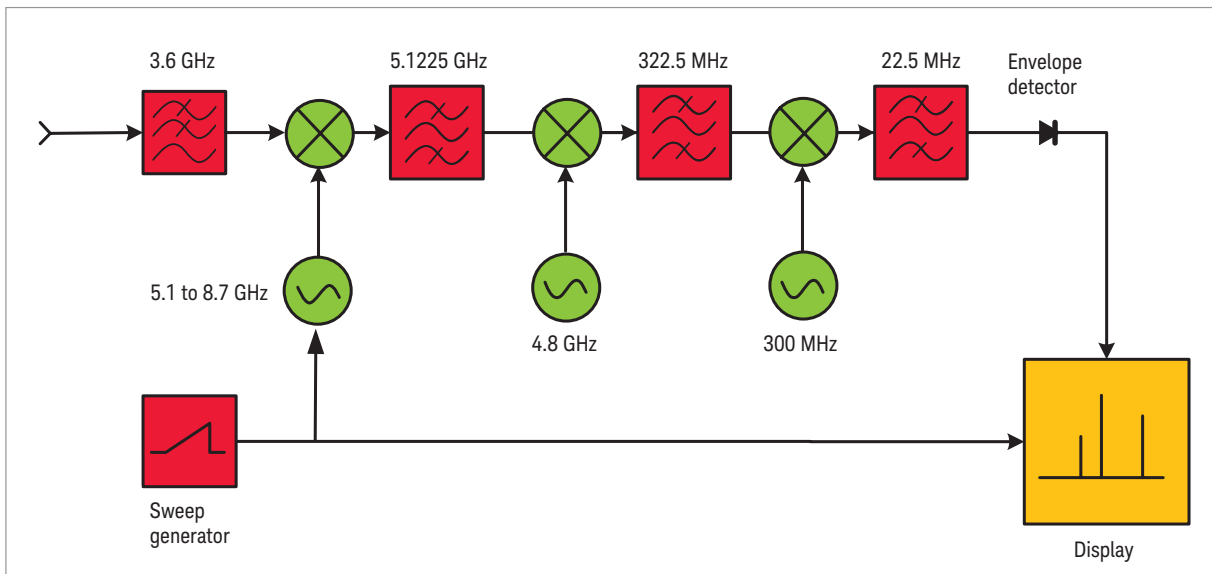 3.6 GHz
5.1225 GHz
322.5 MHz
22.5 MHz
Envelope
detector
5.1 to 8.7 GHz
4.8 GHz
300 MHz
Sweep
generator
Display